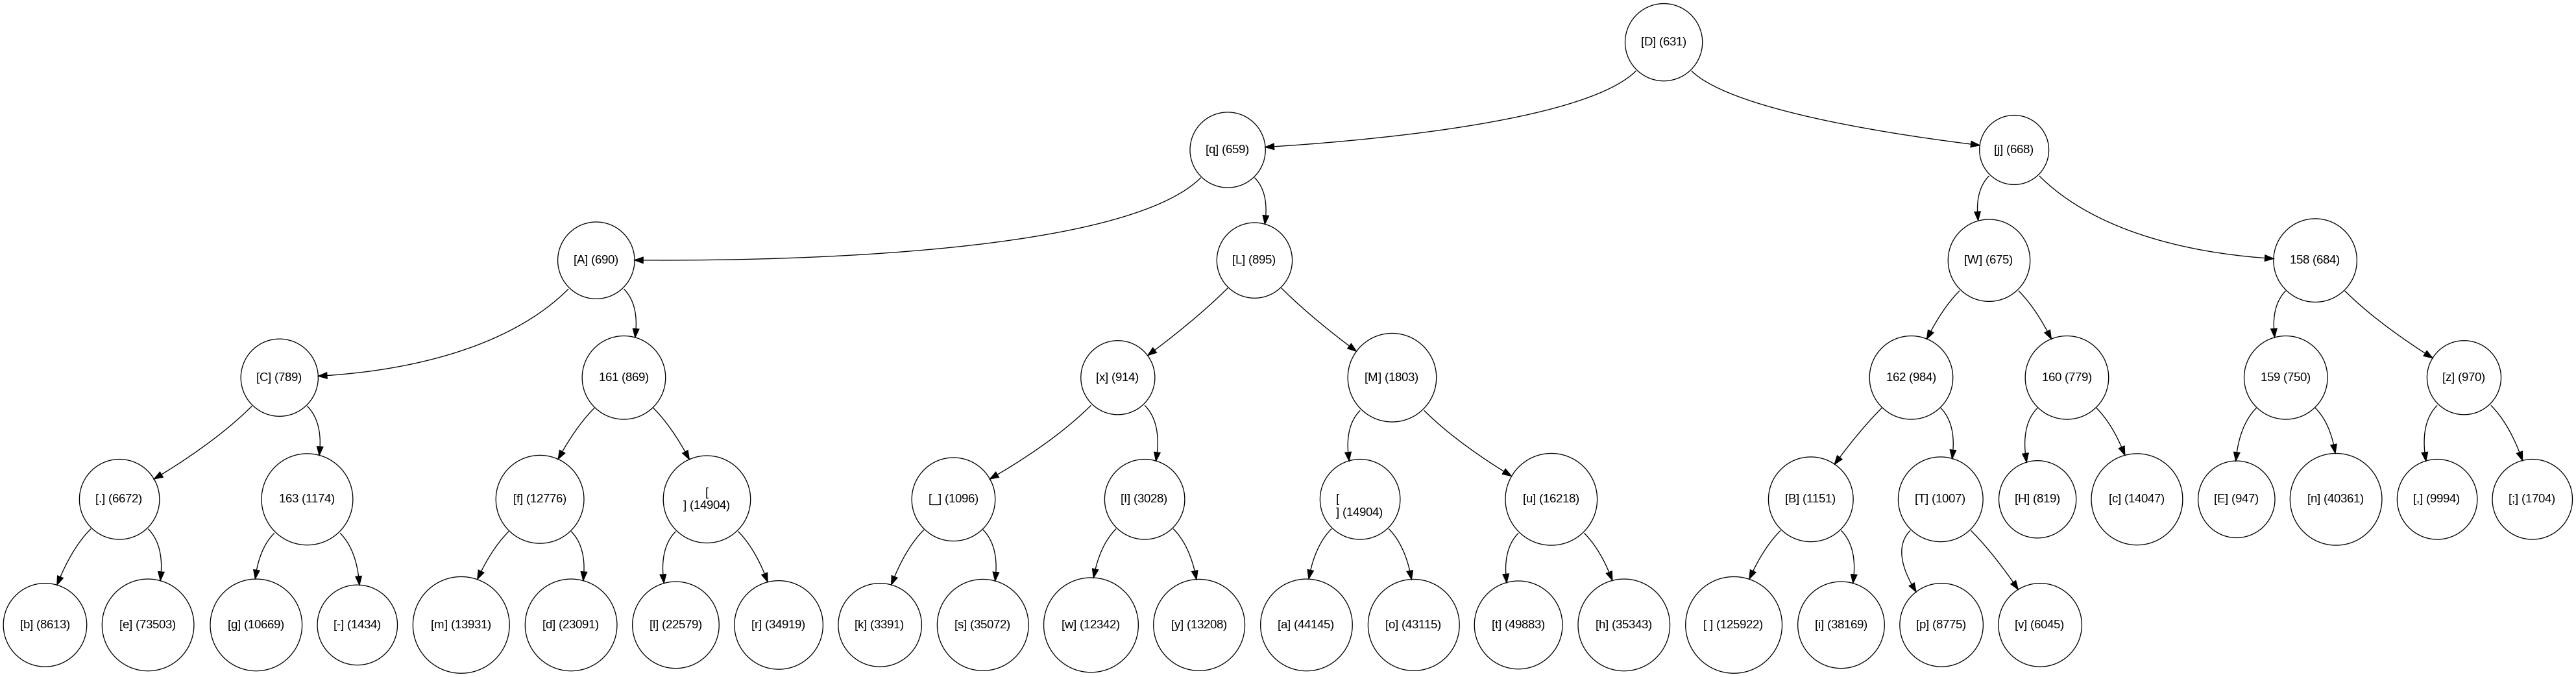 [D] (631)
[q] (659)
[j] (668)
[A] (690)
[L] (895)
[W] (675)
158 (684)
[C] (789)
161 (869)
[x] (914)
[M] (1803)
162 (984)
160 (779)
159 (750)
[z] (970)
[.] (6672)
163 (1174)
[f] (12776)
[
] (14904)
[_] (1096)
[I] (3028)
[
] (14904)
[u] (16218)
[B] (1151)
[T] (1007)
[H] (819)
[c] (14047)
[E] (947)
[n] (40361)
[,] (9994)
[;] (1704)
[b] (8613)
[e] (73503)
[g] (10669)
[-] (1434)
[m] (13931)
[d] (23091)
[l] (22579)
[r] (34919)
[k] (3391)
[s] (35072)
[w] (12342)
[y] (13208)
[a] (44145)
[o] (43115)
[t] (49883)
[h] (35343)
[ ] (125922)
[i] (38169)
[p] (8775)
[v] (6045)